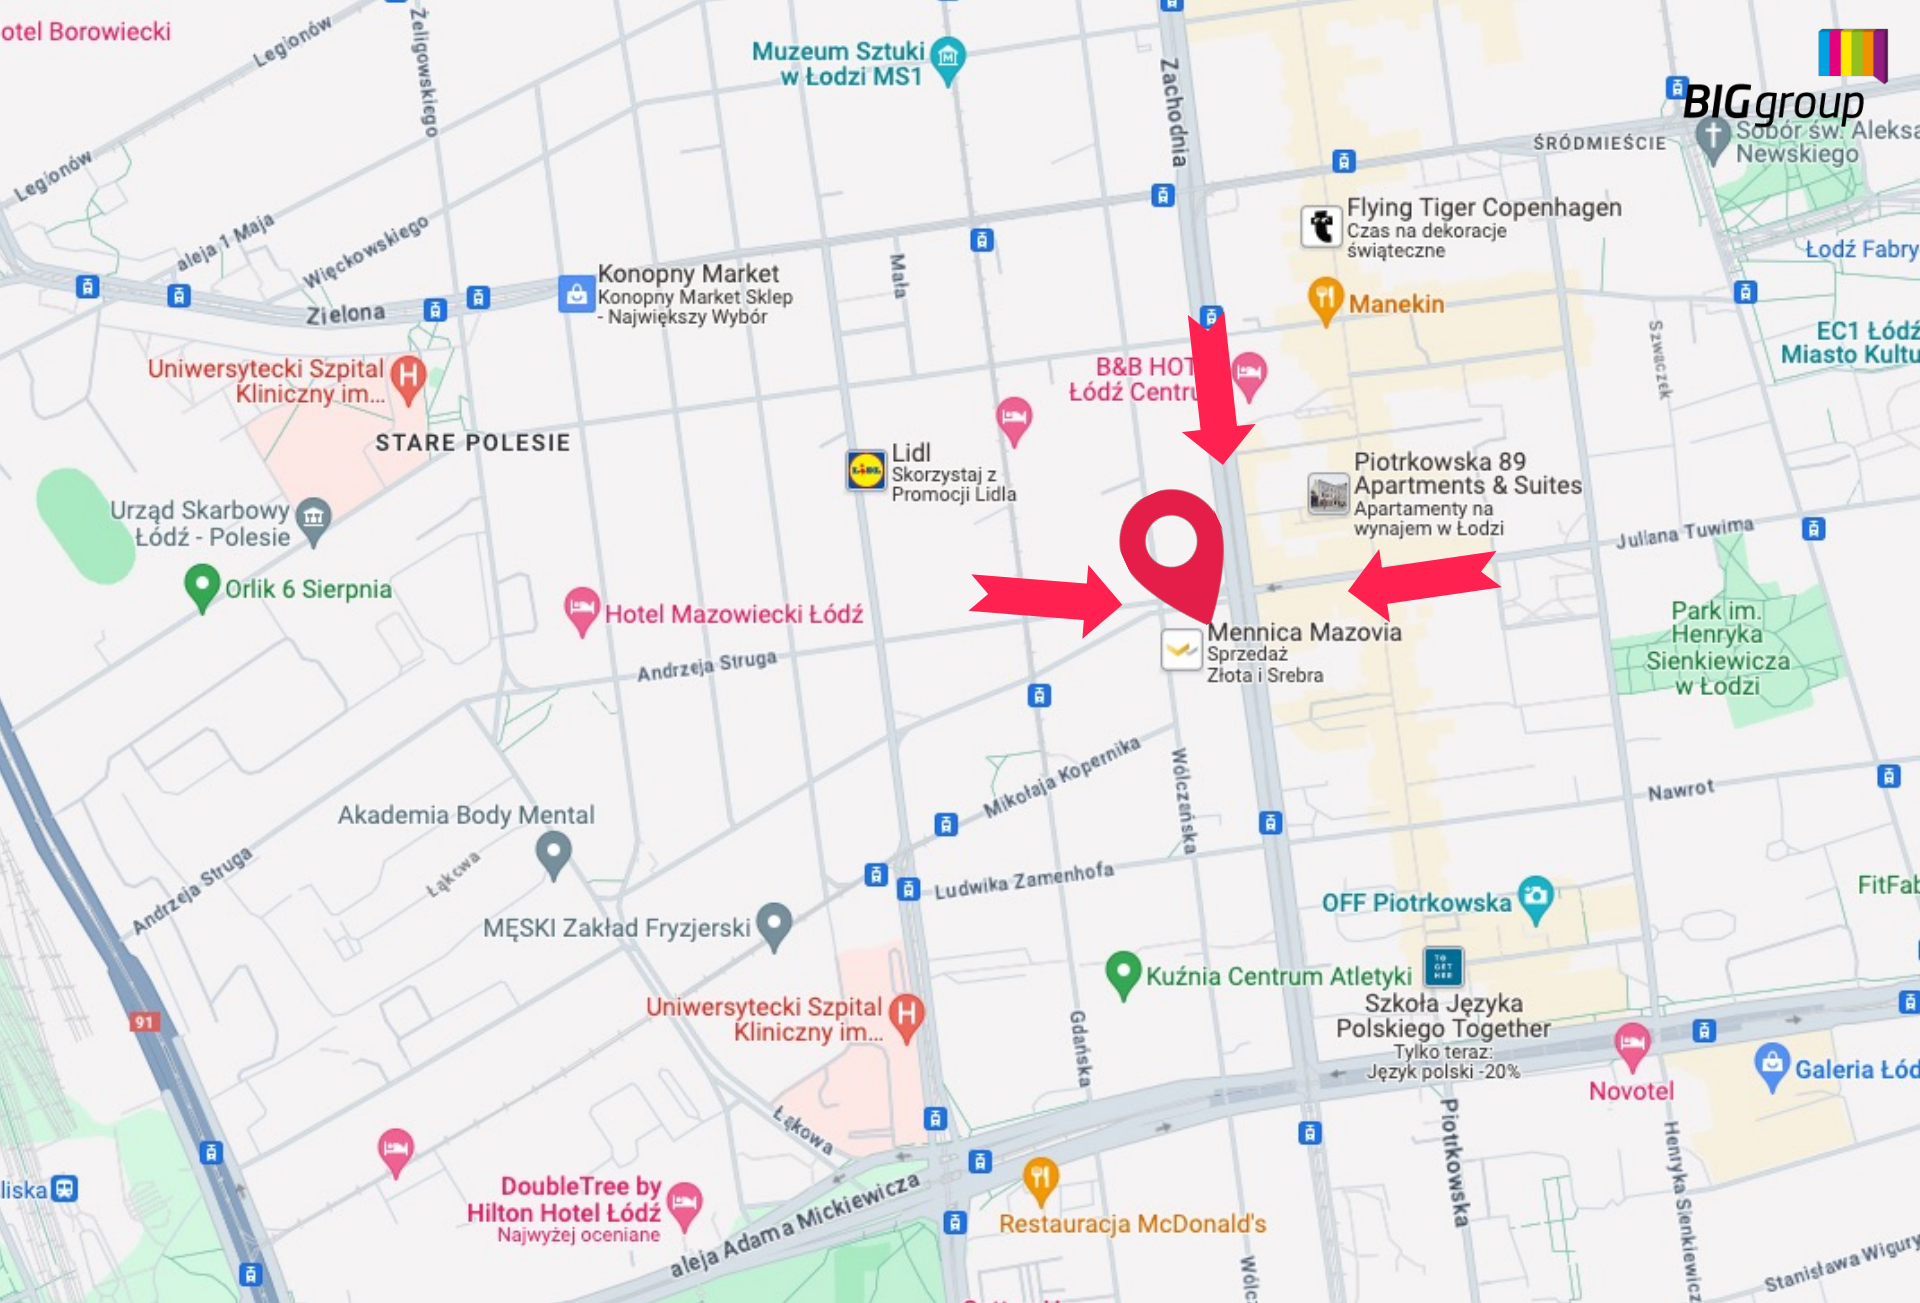 otel Borowiecki
Legionów
Żeligowskiego
Muzeum Sztuki
w Łodzi MS1
Zachodnia
BIGgroup
ŚRÓDMIEŚCIE
Sobór św. Aleksa
Newskiego
Legionów
aleja 1 Maja
Więckowskiego
Zielona
Konopny Market
Konopny Market Sklep
- Największy Wybór
Mała
Flying Tiger Copenhagen
Czas na dekoracje
świąteczne
Manekin
Łodź Fabry
EC1 Łódź
Miasto Kultu
Szwaczek
Uniwersytecki Szpital
Kliniczny im...
STARE POLESIE
B&B HOT
Łódź Centru
Lidl
Skorzystaj z
Promocji Lidla
LIDL
Piotrkowska 89
Apartments & Suites
Apartamenty na
wynajem w Łodzi
Juliana Tuwima
Urząd Skarbowy
Łódź - Polesie
Orlik 6 Sierpnia
Hotel Mazowiecki Łódź
Andrzeja Struga
Mennica Mazovia
Sprzedaż
Złota i Srebra
Park im.
Henryka
Sienkiewicza
w Łodzi
Mikołaja Kopernika
Wólczańska
Nawrot
Akademia Body Mental
Andrzeja Struga
Łąkowa
Ludwika Zamenhofa
MĘSKI Zakład Fryzjerski
OFF Piotrkowska
FitFab
Kuźnia Centrum Atletyki
TO
GET
HER
Szkoła Języka
Polskiego Together
Tylko teraz:
Język polski -20%
Uniwersytecki Szpital
Kliniczny im...
91
Gdańska
Novotel
Galeria Łód
Łąkowa
Piotrkowska
Henryka Sienkiewicz
liska
DoubleTree by
Hilton Hotel Łódź
Najwyżej oceniane
aleja Adama Mickiewicza
Restauracja McDonald's
Wólcz
Stanisława Wigury